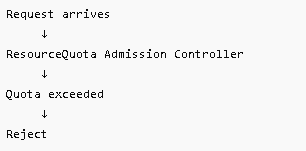 Request arrives
↓
ResourceQuota Admission Controller
↓
Quota exceeded
↓
Reject